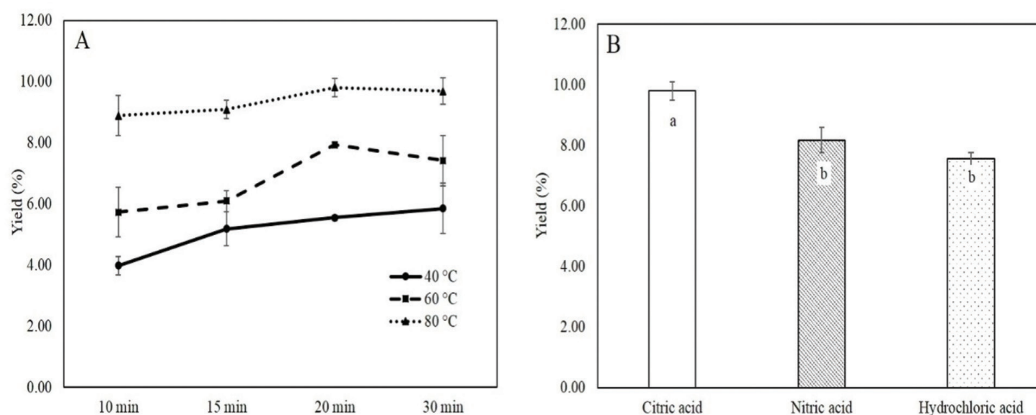 A
Yield (%)
12.00
10.00
8.00
6.00
4.00
2.00
0.00
40 °C
60 °C
80 °C
10 min
15 min
20 min
30 min
B
Yield (%)
12.00
10.00
8.00
6.00
4.00
2.00
0.00
a
b
b
Citric acid
Nitric acid
Hydrochloric acid